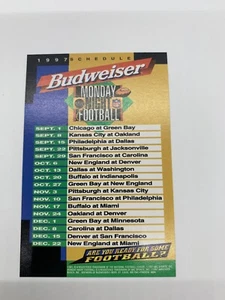 1997 SCHEDULE
Budweiser
MONDAY
NIGHT
FOOTBALL
SEPT. 1 Chicago at Green Bay
SEPT. 8 Kansas City at Oakland
SEPT. 15 Philadelphia at Dallas
SEPT. 22 Pittsburgh at Jacksonville
SEPT. 29 San Francisco at Carolina
OCT. 6 New England at Denver
OCT. 13 Dallas at Washington
OCT. 20 Buffalo at Indianapolis
OCT. 27 Green Bay at New England
NOV. 3 Pittsburgh at Kansas City
NOV. 10 San Francisco at Philadelphia
NOV. 17 Buffalo at Miami
NOV. 24 Oakland at Denver
DEC. 1 Green Bay at Minnesota
DEC. 8 Carolina at Dallas
DEC. 15 Denver at San Francisco
DEC. 22 New England at Miami
ARE YOU READY FOR SOME
FOOTBALL?